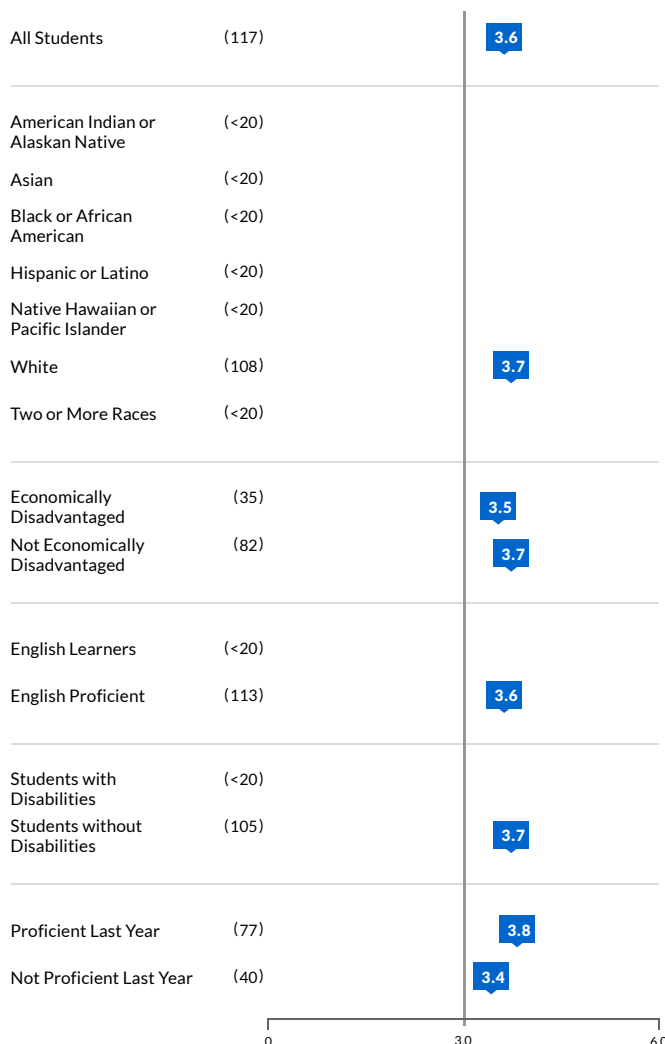 All Students (117) 3.6
American Indian or (<20)
Alaskan Native
Asian (<20)
Black or African (<20)
American
Hispanic or Latino (<20)
Native Hawaiian or (<20)
Pacific Islander
White (108) 3.7
Two or More Races (<20)
Economically (35) 3.5
Disadvantaged
Not Economically (82) 3.7
Disadvantaged
English Learners (<20)
English Proficient (113) 3.6
Students with (<20)
Disabilities
Students without (105) 3.7
Disabilities
Proficient Last Year (77) 3.8
Not Proficient Last Year (40) 3.4
0 3.0 6.0